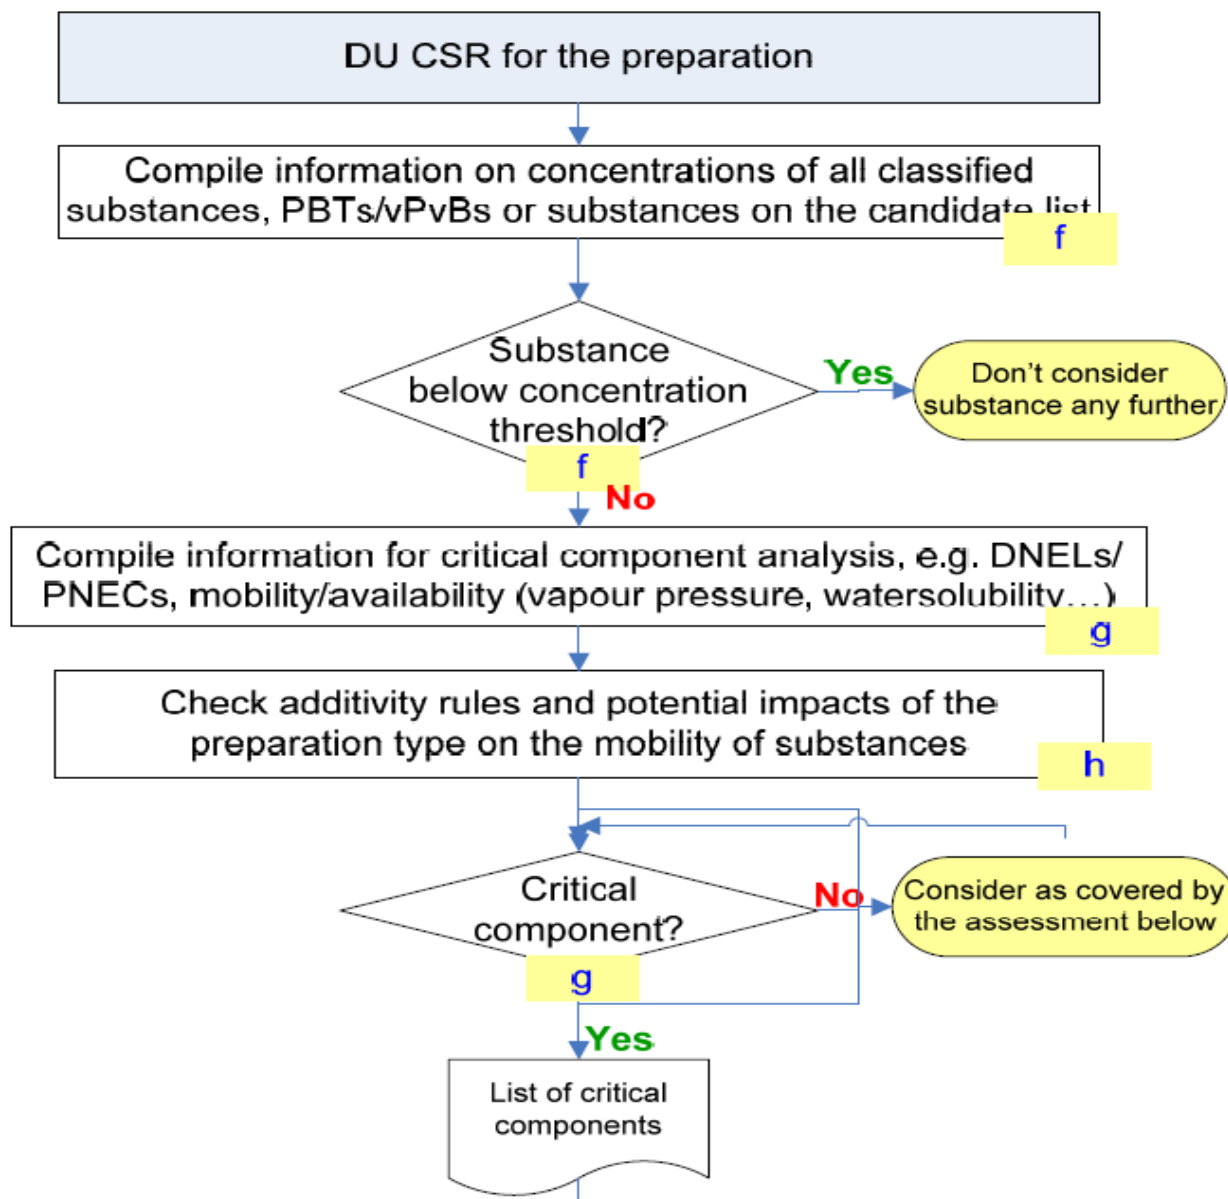 DU CSR for the preparation
Compile information on concentrations of all classified
substances, PBTs/vPvBs or substances on the candidate list
f
Substance
below concentration
threshold?
f
Yes
Don't consider
substance any further
No
Compile information for critical component analysis, e.g. DNELs/
PNECs, mobility/availability (vapour pressure, watersolubility…)
g
Check additivity rules and potential impacts of the
preparation type on the mobility of substances
h
Critical
component?
g
No
Consider as covered by
the assessment below
Yes
List of critical
components